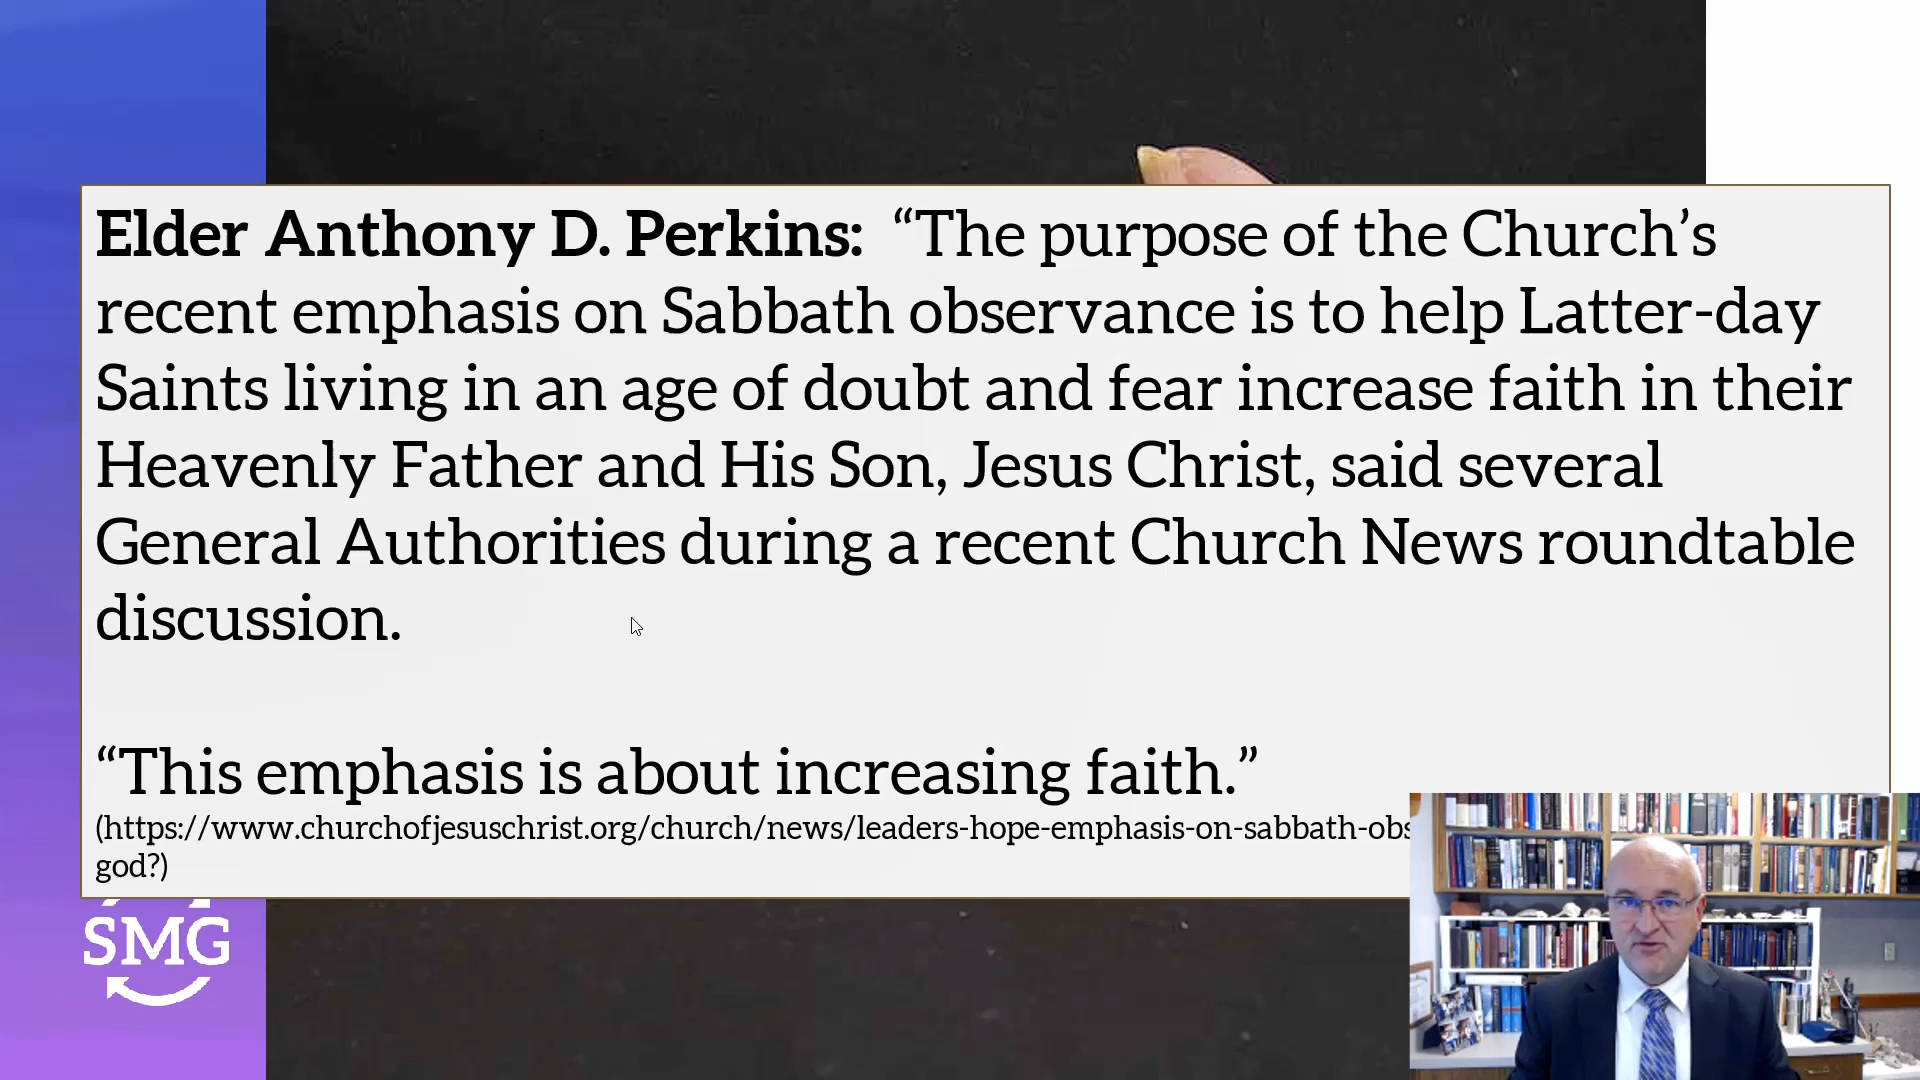 Elder Anthony D. Perkins: “The purpose of the Church’s
recent emphasis on Sabbath observance is to help Latter-day
Saints living in an age of doubt and fear increase faith in their
Heavenly Father and His Son, Jesus Christ, said several
General Authorities during a recent Church News roundtable
discussion.
“This emphasis is about increasing faith.”
(https://www.churchofjesuschrist.org/church/news/leaders-hope-emphasis-on-sabbath-obs
god?)
SMG